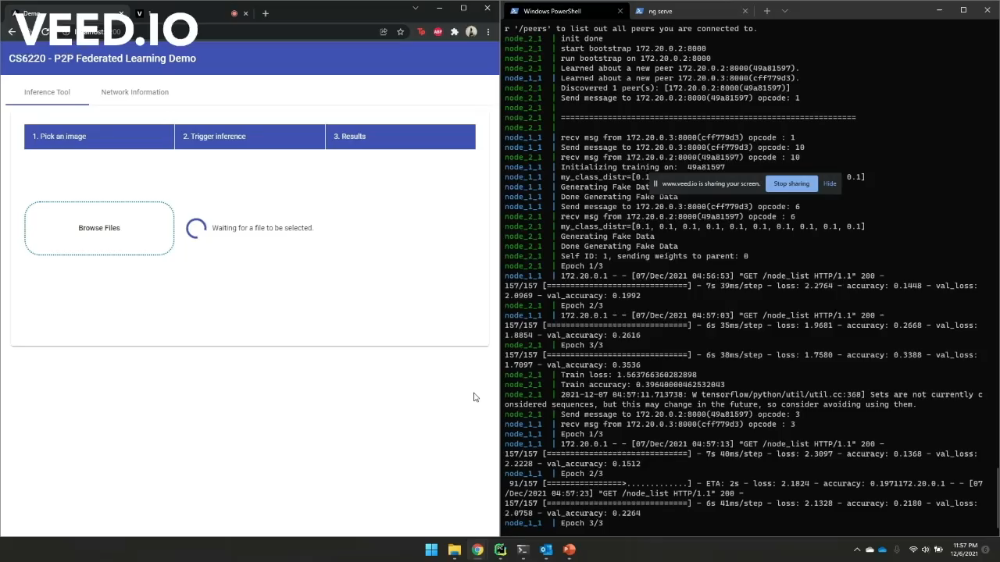 VEED.IO
Demo
V
CS6220 - P2P Federated Learning Demo
Inference Tool
Network Information
1. Pick an image
2. Trigger inference
3. Results
Browse Files
Waiting for a file to be selected.
Windows PowerShell
ng serve
r '/peers' to list out all peers you are connected to.
node_2_1 | init done
node_2_1 | start bootstrap 172.20.0.2:8000
node_2_1 | run bootstrap on 172.20.0.2:8000
node_2_1 | Learned about a new peer 172.20.0.2:8000(49a81597).
node_1_1 | Learned about a new peer 172.20.0.3:8000(cff779d3).
node_2_1 | Discovered 1 peer(s): [172.20.0.2:8000(49a81597)]
node_2_1 | Send message to 172.20.0.2:8000(49a81597) opcode: 1
node_2_1 |
node_2_1 | ============================================================
node_2_1 |
node_1_1 | recv msg from 172.20.0.3:8000(cff779d3) opcode : 1
node_1_1 | Send message to 172.20.0.3:8000(cff779d3) opcode: 10
node_2_1 | recv msg from 172.20.0.2:8000(49a81597) opcode : 10
node_1_1 | Initializing training on:  49a81597
node_1_1 | my_class_distr=[0.1 0.1]
www.veed.io is sharing your screen.
Stop sharing
Hide
node_1_1 | Generating Fake Dat
node_1_1 | Done Generating Fake Data
node_1_1 | Send message to 172.20.0.3:8000(cff779d3) opcode: 6
node_2_1 | recv msg from 172.20.0.2:8000(49a81597) opcode : 6
node_2_1 | my_class_distr=[0.1, 0.1, 0.1, 0.1, 0.1, 0.1, 0.1, 0.1, 0.1]
node_2_1 | Generating Fake Data
node_2_1 | Done Generating Fake Data
node_2_1 | Self ID: 1, sending weights to parent: 0
node_2_1 | Epoch 1/3
node_1_1 | 172.20.0.1 - - [07/Dec/2021 04:56:53] "GET /node_list HTTP/1.1" 200 -
157/157 [==============================] - 7s 39ms/step - loss: 2.2764 - accuracy: 0.1448 - val_loss:
2.0969 - val_accuracy: 0.1992
node_2_1 | Epoch 2/3
node_1_1 | 172.20.0.1 - - [07/Dec/2021 04:57:03] "GET /node_list HTTP/1.1" 200 -
157/157 [==============================] - 6s 35ms/step - loss: 1.9681 - accuracy: 0.2668 - val_loss:
1.8854 - val_accuracy: 0.2616
node_2_1 | Epoch 3/3
157/157 [==============================] - 6s 38ms/step - loss: 1.7580 - accuracy: 0.3388 - val_loss:
1.7097 - val_accuracy: 0.3536
node_2_1 | Train loss: 1.563766360282898
node_2_1 | Train accuracy: 0.39640000462532043
node_2_1 | 2021-12-07 04:57:11.713738: W tensorflow/python/util/util.cc:368] Sets are not currently c
onsidered sequences, but this may change in the future, so consider avoiding using them.
node_2_1 | Send message to 172.20.0.2:8000(49a81597) opcode: 3
node_1_1 | recv msg from 172.20.0.3:8000(cff779d3) opcode : 3
node_1_1 | Epoch 1/3
node_1_1 | 172.20.0.1 - - [07/Dec/2021 04:57:13] "GET /node_list HTTP/1.1" 200 -
157/157 [==============================] - 7s 40ms/step - loss: 2.3097 - accuracy: 0.1368 - val_loss:
2.2228 - val_accuracy: 0.1512
node_1_1 | Epoch 2/3
91/157 [================>.............] - ETA: 2s - loss: 2.1824 - accuracy: 0.1971172.20.0.1 - - [07
/Dec/2021 04:57:23] "GET /node_list HTTP/1.1" 200 -
157/157 [==============================] - 6s 41ms/step - loss: 2.1328 - accuracy: 0.2180 - val_loss:
2.0758 - val_accuracy: 0.2264
node_1_1 | Epoch 3/3
11:57 PM
12/6/2021